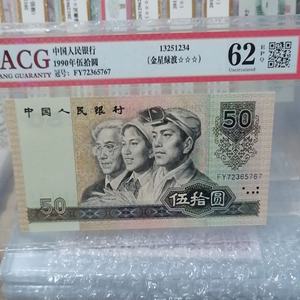 ACG
ANG GUARANTY
中国人民银行
1990年伍拾圆
冠号: FY72365767
13251234
(金星绿波☆☆☆)
62
EPQ
Uncirculated
中国人民银行
50
FY72365767
50
伍拾圆